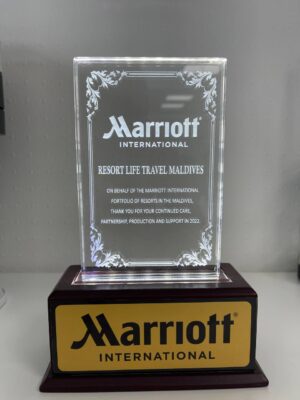 Marriott
INTERNATIONAL
RESORT LIFE TRAVEL MALDIVES
ON BEHALF OF THE MARRIOTT INTERNATIONAL
PORTFOLIO OF RESORTS IN THE MALDIVES,
THANK YOU FOR YOUR CONTINUED CARE,
PARTNERSHIP, PRODUCTION AND SUPPORT IN 2022.
Marriott
INTERNATIONAL